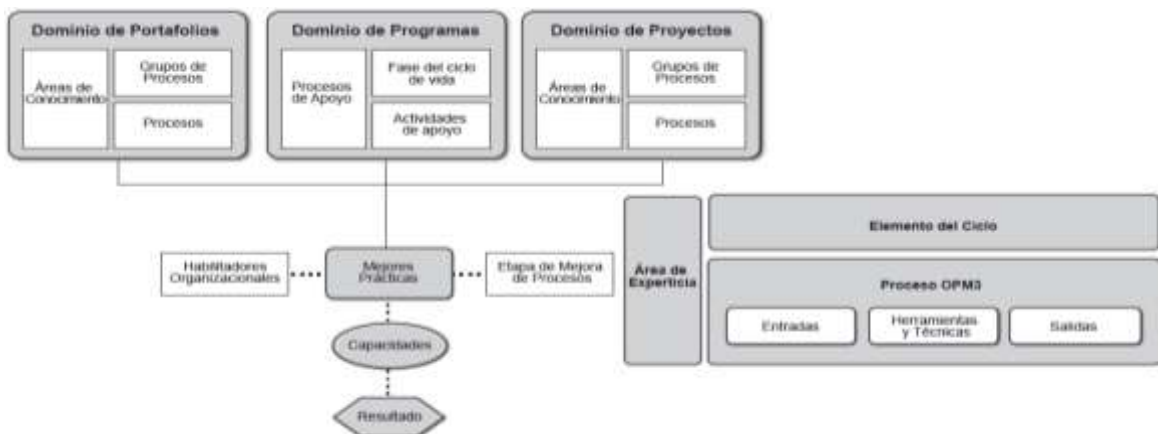 Dominio de Portafolios
Áreas de
Conocimiento
Grupos de
Procesos
Procesos
Dominio de Programas
Procesos
de Apoyo
Fase del ciclo
de vida
Actividades
de apoyo
Dominio de Proyectos
Áreas de
Conocimiento
Grupos de
Procesos
Procesos
Habilitadores
Organizacionales
Mejores
Prácticas
Etapa de Mejora
de Procesos
Capacidades
Resultado
Área de
Experticia
Elemento del Ciclo
Proceso OPM3
Entradas
Herramientas
y Técnicas
Salidas